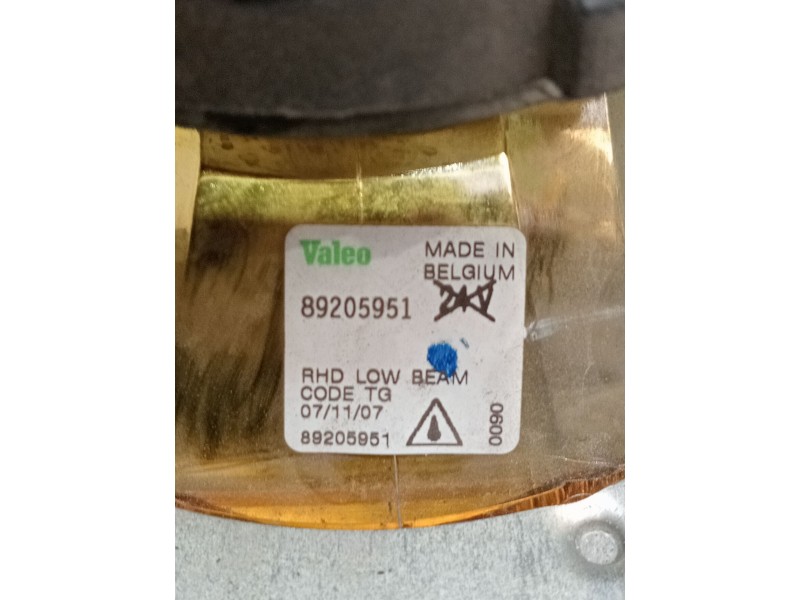 Valeo
MADE IN
BELGIUM
89205951
24V
RHD LOW BEAM
CODE TG
07/11/07
89205951
0090